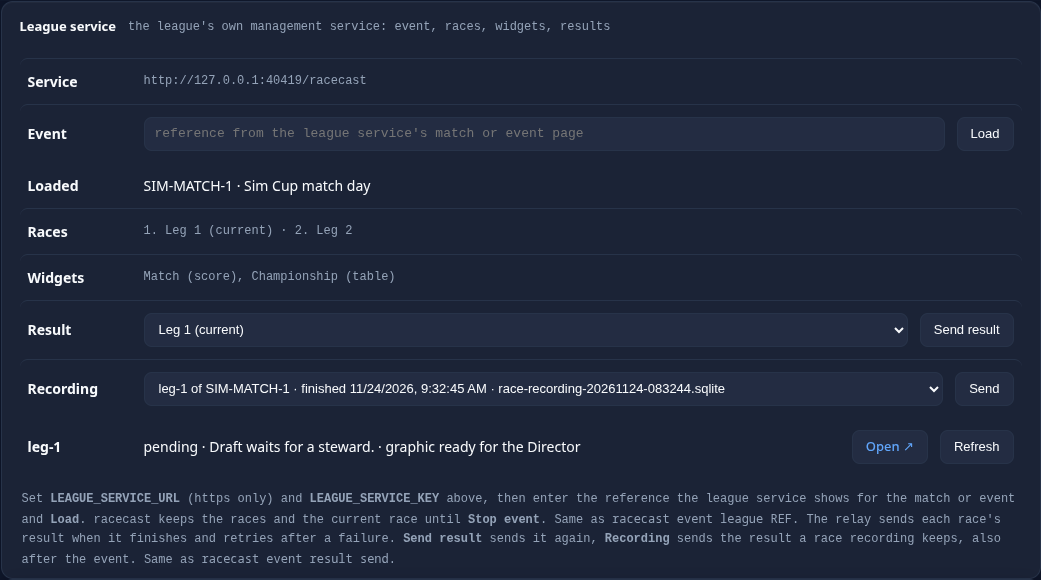 League service the league's own management service: event, races, widgets, results
Service http://127.0.0.1:40419/racecast
Event reference from the league service's match or event page Load
Loaded SIM-MATCH-1 · Sim Cup match day
Races 1. Leg 1 (current) · 2. Leg 2
Widgets Match (score), Championship (table)
Result Leg 1 (current) Send result
Recording leg-1 of SIM-MATCH-1 · finished 11/24/2026, 9:32:45 AM · race-recording-20261124-083244.sqlite Send
leg-1 pending · Draft waits for a steward. · graphic ready for the Director Open ↗ Refresh
Set LEAGUE_SERVICE_URL (https only) and LEAGUE_SERVICE_KEY above, then enter the reference the league service shows for the match or event
and Load. racecast keeps the races and the current race until Stop event. Same as racecast event league REF. The relay sends each race's
result when it finishes and retries after a failure. Send result sends it again, Recording sends the result a race recording keeps, also
after the event. Same as racecast event result send.